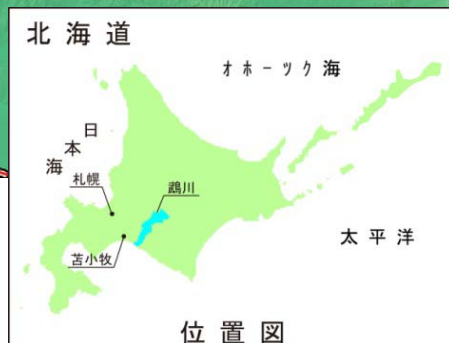 北海道
オホーツク海
日本海
札幌
鵡川
苫小牧
太平洋
位置図